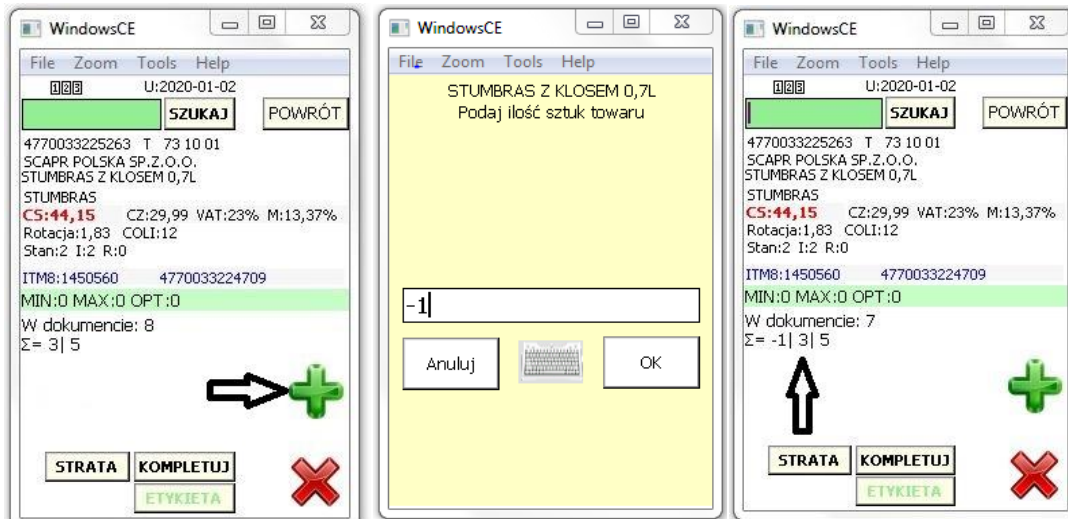 WindowsCE
File Zoom Tools Help
123 U:2020-01-02
SZUKAJ POWRÓT
4770033225263 T 73 10 01
SCAPR POLSKA SP.Z.O.O.
STUMBRAS Z KLOSEM 0,7L
STUMBRAS
CS:44,15 CZ:29,99 VAT:23% M:13,37%
Rotacja:1,83 COLI:12
Stan:2 I:2 R:0
ITM8:1450560 4770033224709
MIN:0 MAX:0 OPT:0
W dokumencie: 8
Σ= 3| 5
STRATA KOMPLETUJ
ETYKIETA
WindowsCE
File Zoom Tools Help
STUMBRAS Z KLOSEM 0,7L
Podaj ilość sztuk towaru
-1
Anuluj OK
WindowsCE
File Zoom Tools Help
123 U:2020-01-02
SZUKAJ POWRÓT
4770033225263 T 73 10 01
SCAPR POLSKA SP.Z.O.O.
STUMBRAS Z KLOSEM 0,7L
STUMBRAS
CS:44,15 CZ:29,99 VAT:23% M:13,37%
Rotacja:1,83 COLI:12
Stan:2 I:2 R:0
ITM8:1450560 4770033224709
MIN:0 MAX:0 OPT:0
W dokumencie: 7
Σ= -1| 3| 5
STRATA KOMPLETUJ
ETYKIETA